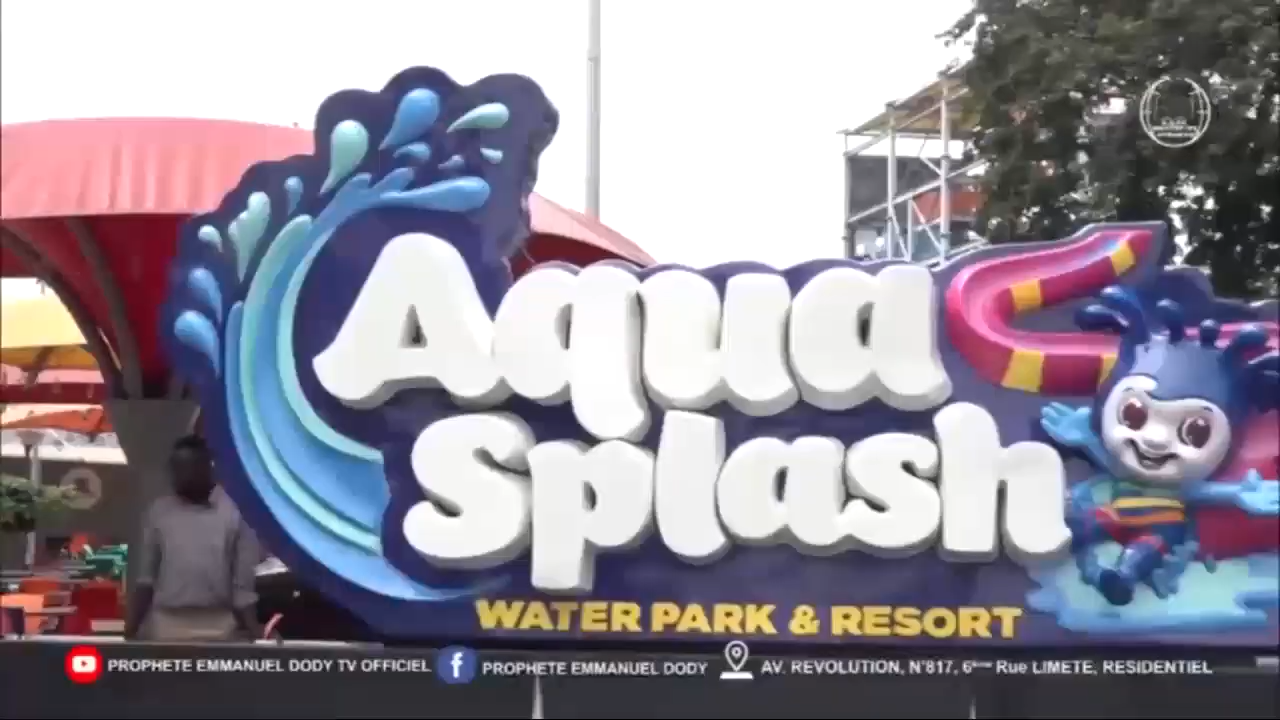 Aqua
Splash
WATER PARK & RESORT
PROPHETE EMMANUEL DODY TV OFFICIEL PROPHETE EMMANUEL DODY AV. REVOLUTION, N°817, 6ème Rue LIMETE, RESIDENTIEL